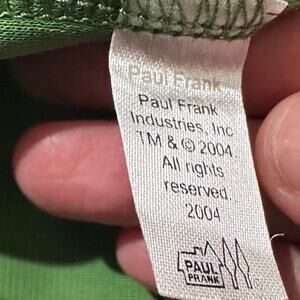 Paul Frank
Paul Frank
Industries, Inc
TM & © 2004.
All rights
reserved.
2004
PAUL
FRANK